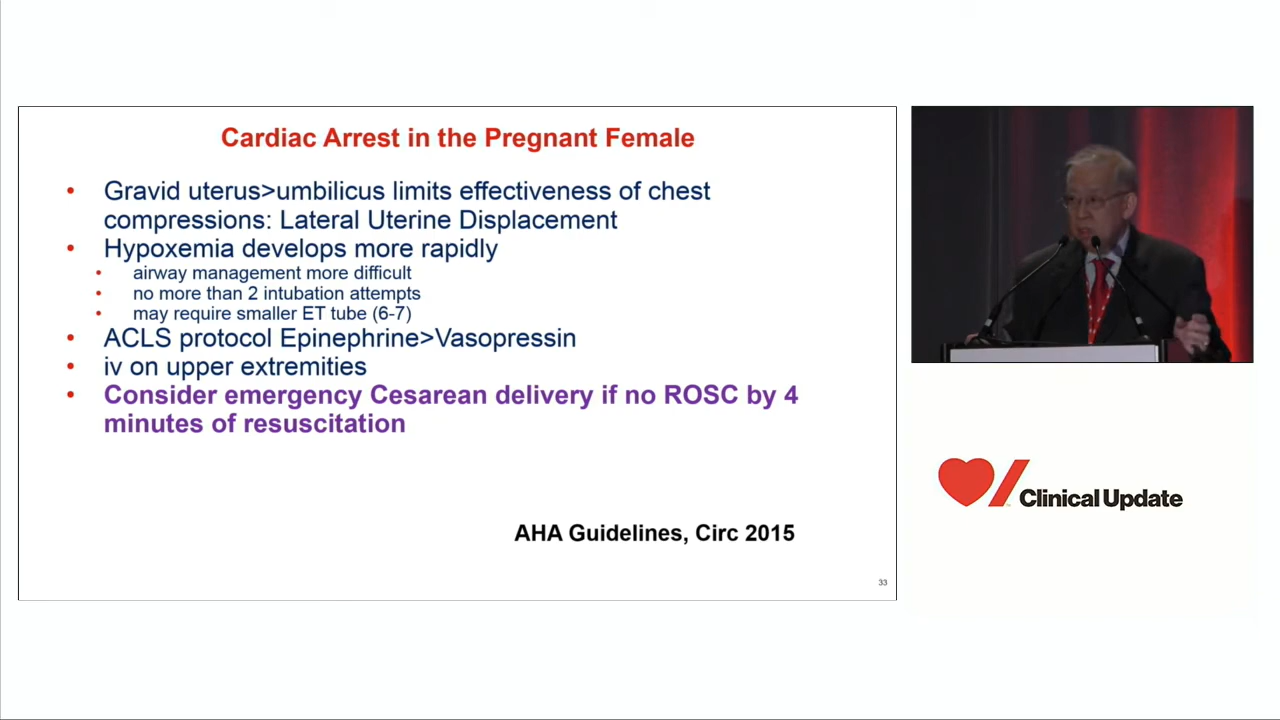 Cardiac Arrest in the Pregnant Female
• Gravid uterus>umbilicus limits effectiveness of chest
compressions: Lateral Uterine Displacement
• Hypoxemia develops more rapidly
• airway management more difficult
• no more than 2 intubation attempts
• may require smaller ET tube (6-7)
• ACLS protocol Epinephrine>Vasopressin
• iv on upper extremities
• Consider emergency Cesarean delivery if no ROSC by 4
minutes of resuscitation
AHA Guidelines, Circ 2015
33
Clinical Update